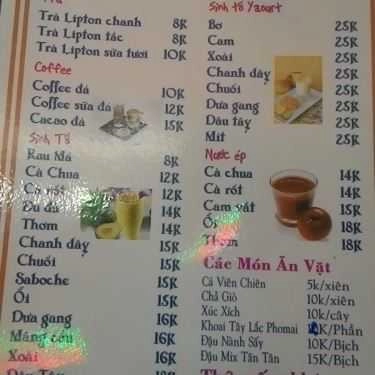 Trà Lipton chanh 8K
Trà Lipton tắc 8K
Trà Lipton sữa tươi 10K
Coffee
Coffee đá 10K
Coffee sữa đá 12K
Cacao đá 15K
Sinh Tố
Rau Má 8K
Cà Chua 12K
Cà rốt 12K
Đu đủ 14K
Thơm 14K
Chanh dây 15K
Chuối 15K
Saboche 15K
Ổi 15K
Dưa gang 16K
Mãng cầu 16K
Xoài 16K
Dâu tây
Sinh tố Yaourt
Bơ 25K
Cam 25K
Xoài 25K
Chanh dây 25K
Chuối 25K
Dưa gang 25K
Dâu tây 25K
Mít 25K
Nước ép
Cà chua 14K
Cà rốt 14K
Cam vắt 15K
Ổi 18K
Thơm 18K
Các Món Ăn Vặt
Cá Viên Chiên 5k/xiên
Chả Giò 10k/xiên
Xúc Xích 10k/cây
Khoai Tây Lắc Phomai K/Phần
Đậu Nành Sấy 10K/Bịch
Đậu Mix Tân Tân 15K/Bịch